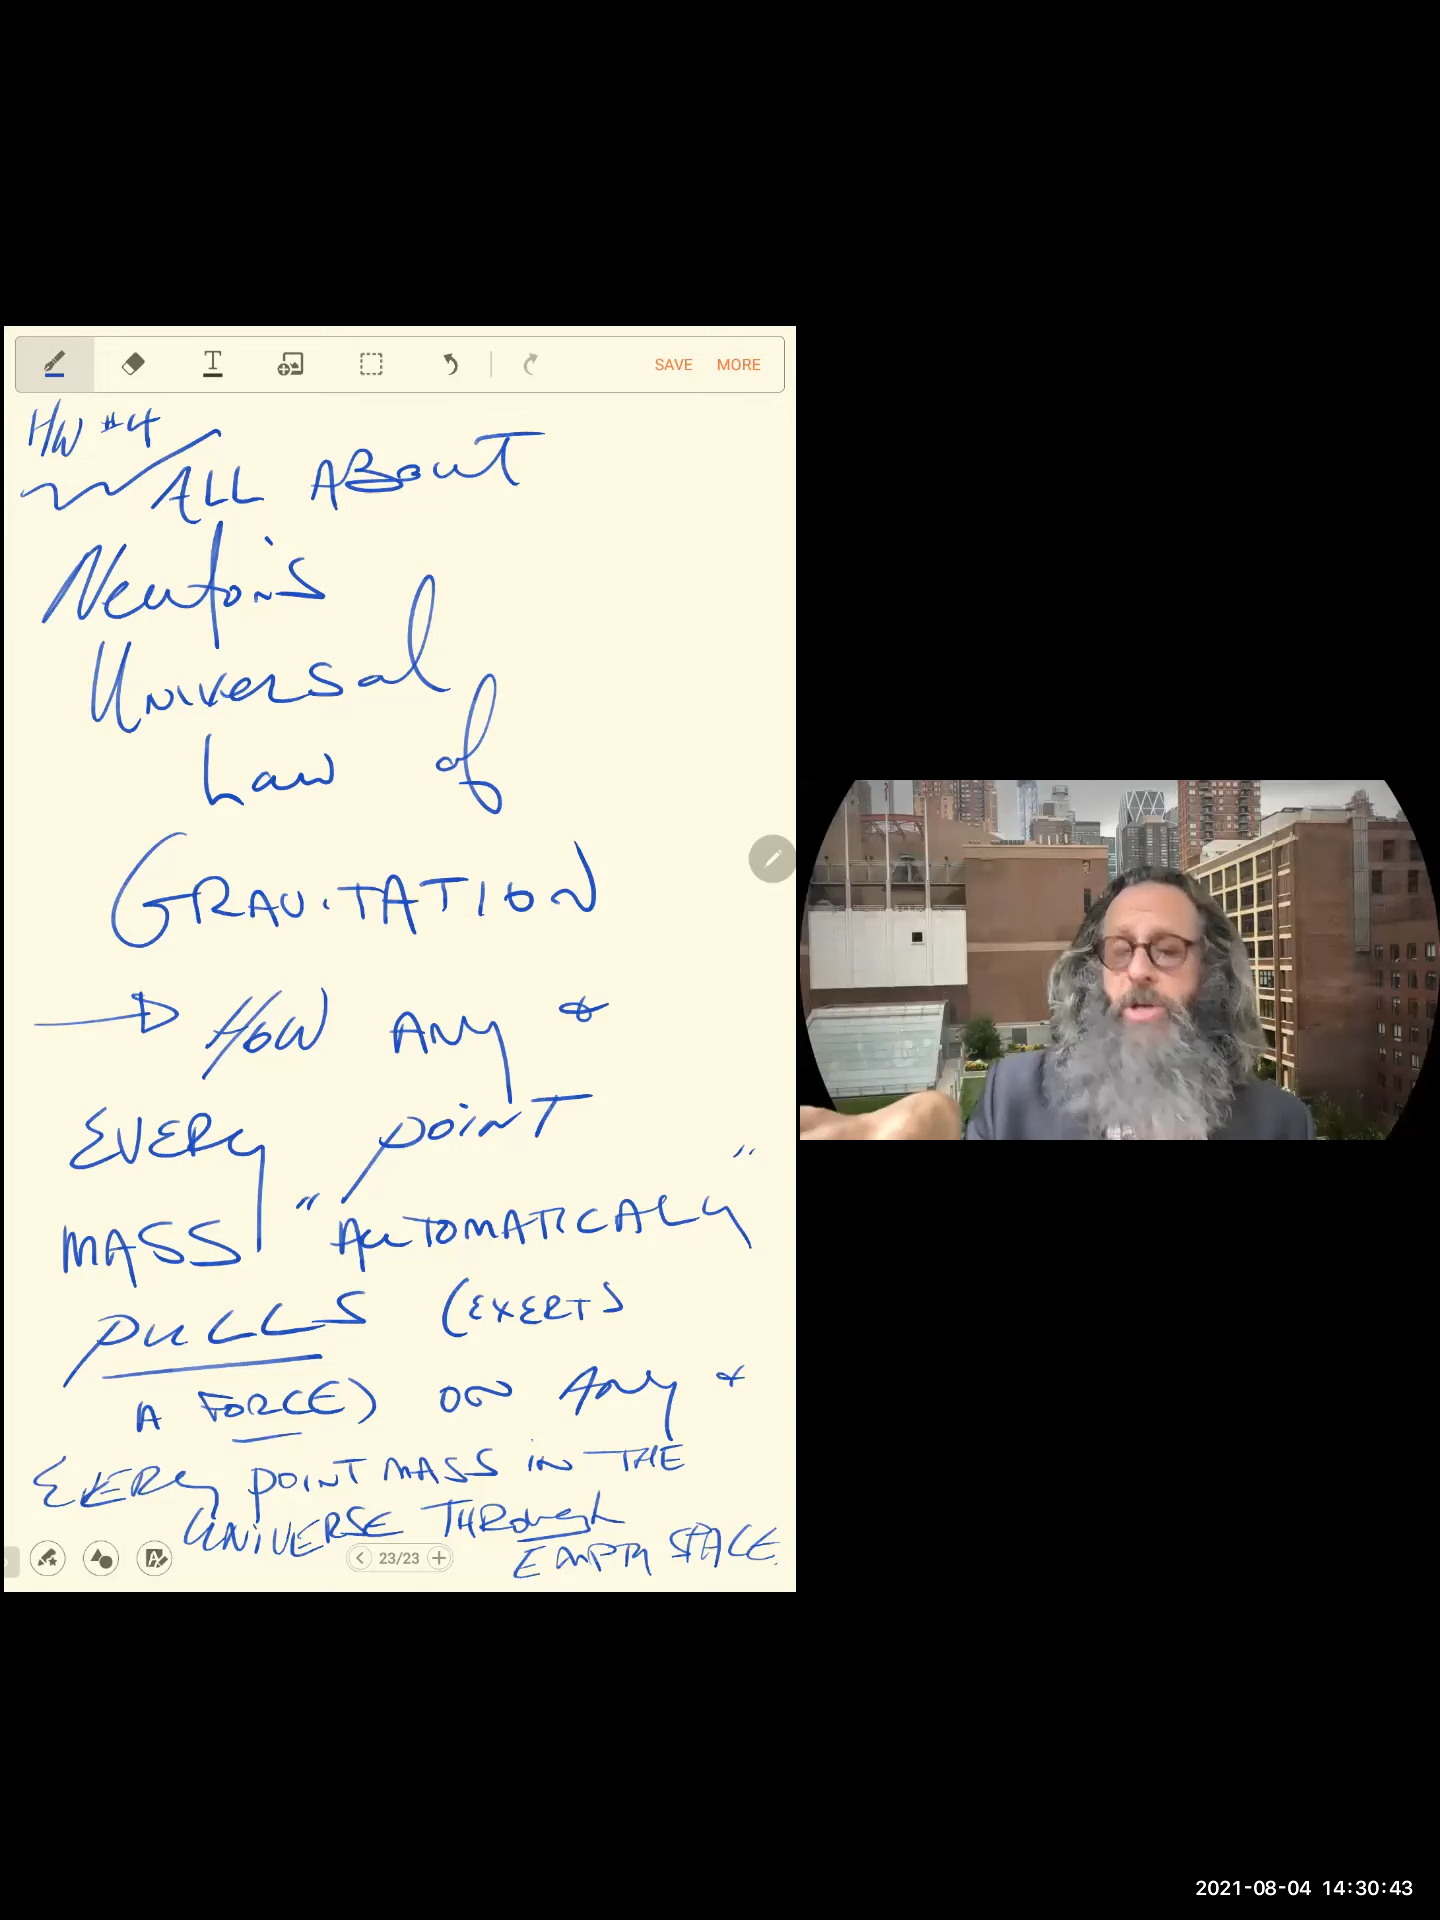 T
SAVE MORE
HW #4
ALL ABOUT
Newton's
Universal
Law of
GRAVITATION
→ HOW ANY &
EVERY POINT
MASS "AUTOMATICALY"
PULLS (EXERTS
A FORCE) ON ANY &
EVERY POINT MASS IN THE
UNIVERSE THROUGH
EMPTY SPACE.
A
23/23
2021-08-04 14:30:43